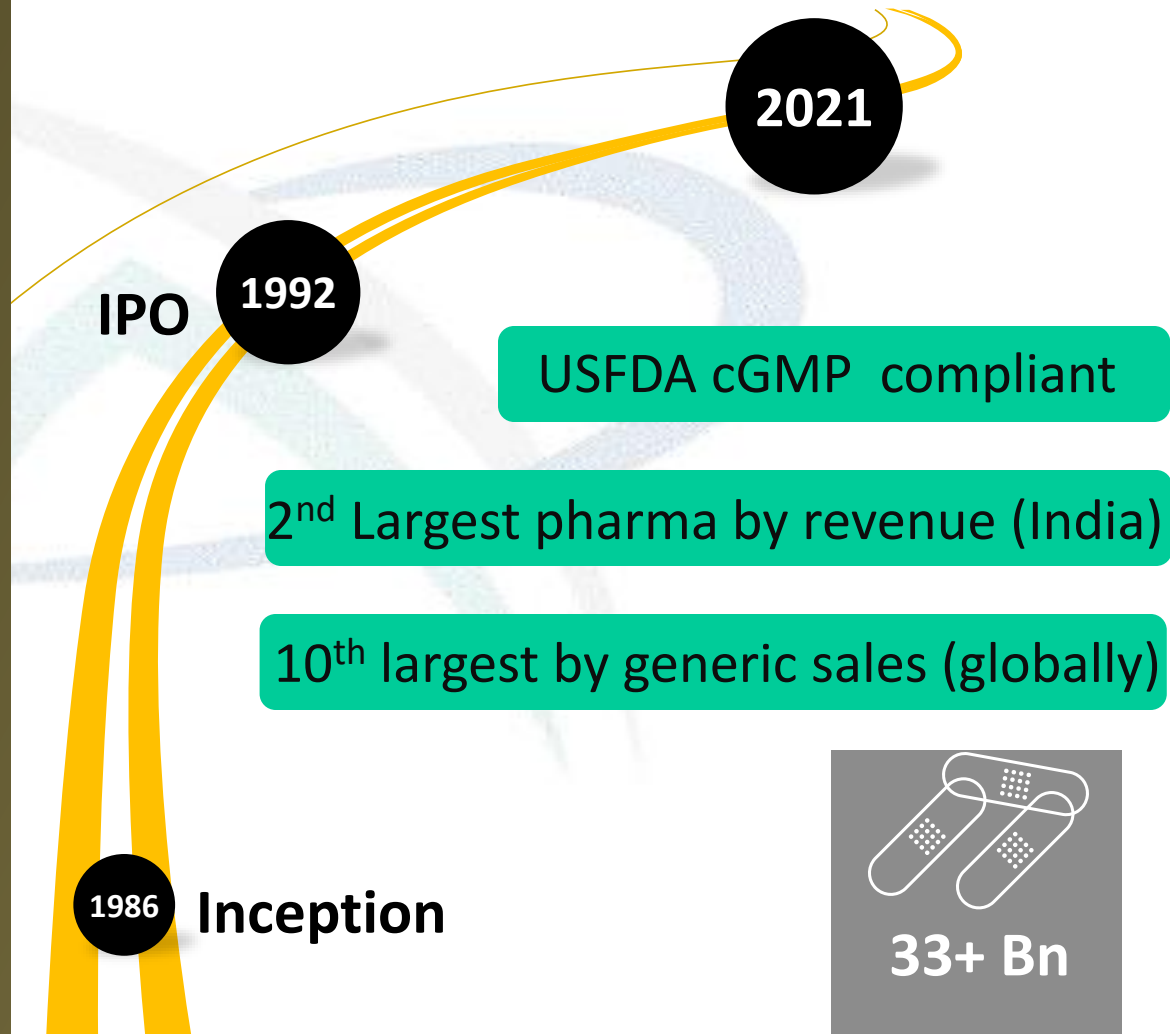 2021
1992
IPO
USFDA cGMP  compliant
2nd Largest pharma by revenue (India)
10th largest by generic sales (globally)
1986
Inception
33+ Bn